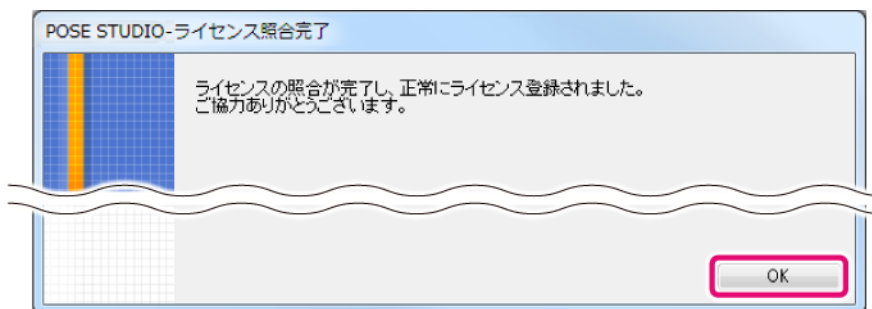 POSE STUDIO-ライセンス照合完了
ライセンスの照合が完了し、正常にライセンス登録されました。
ご協力ありがとうございます。
OK